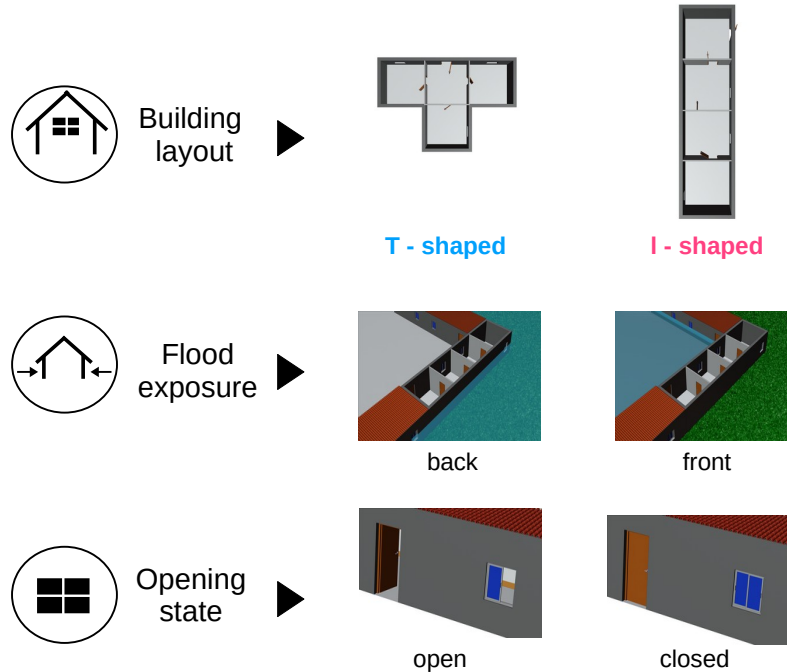 Building
layout
T - shaped
I - shaped
Flood
exposure
back
front
Opening
state
open
closed